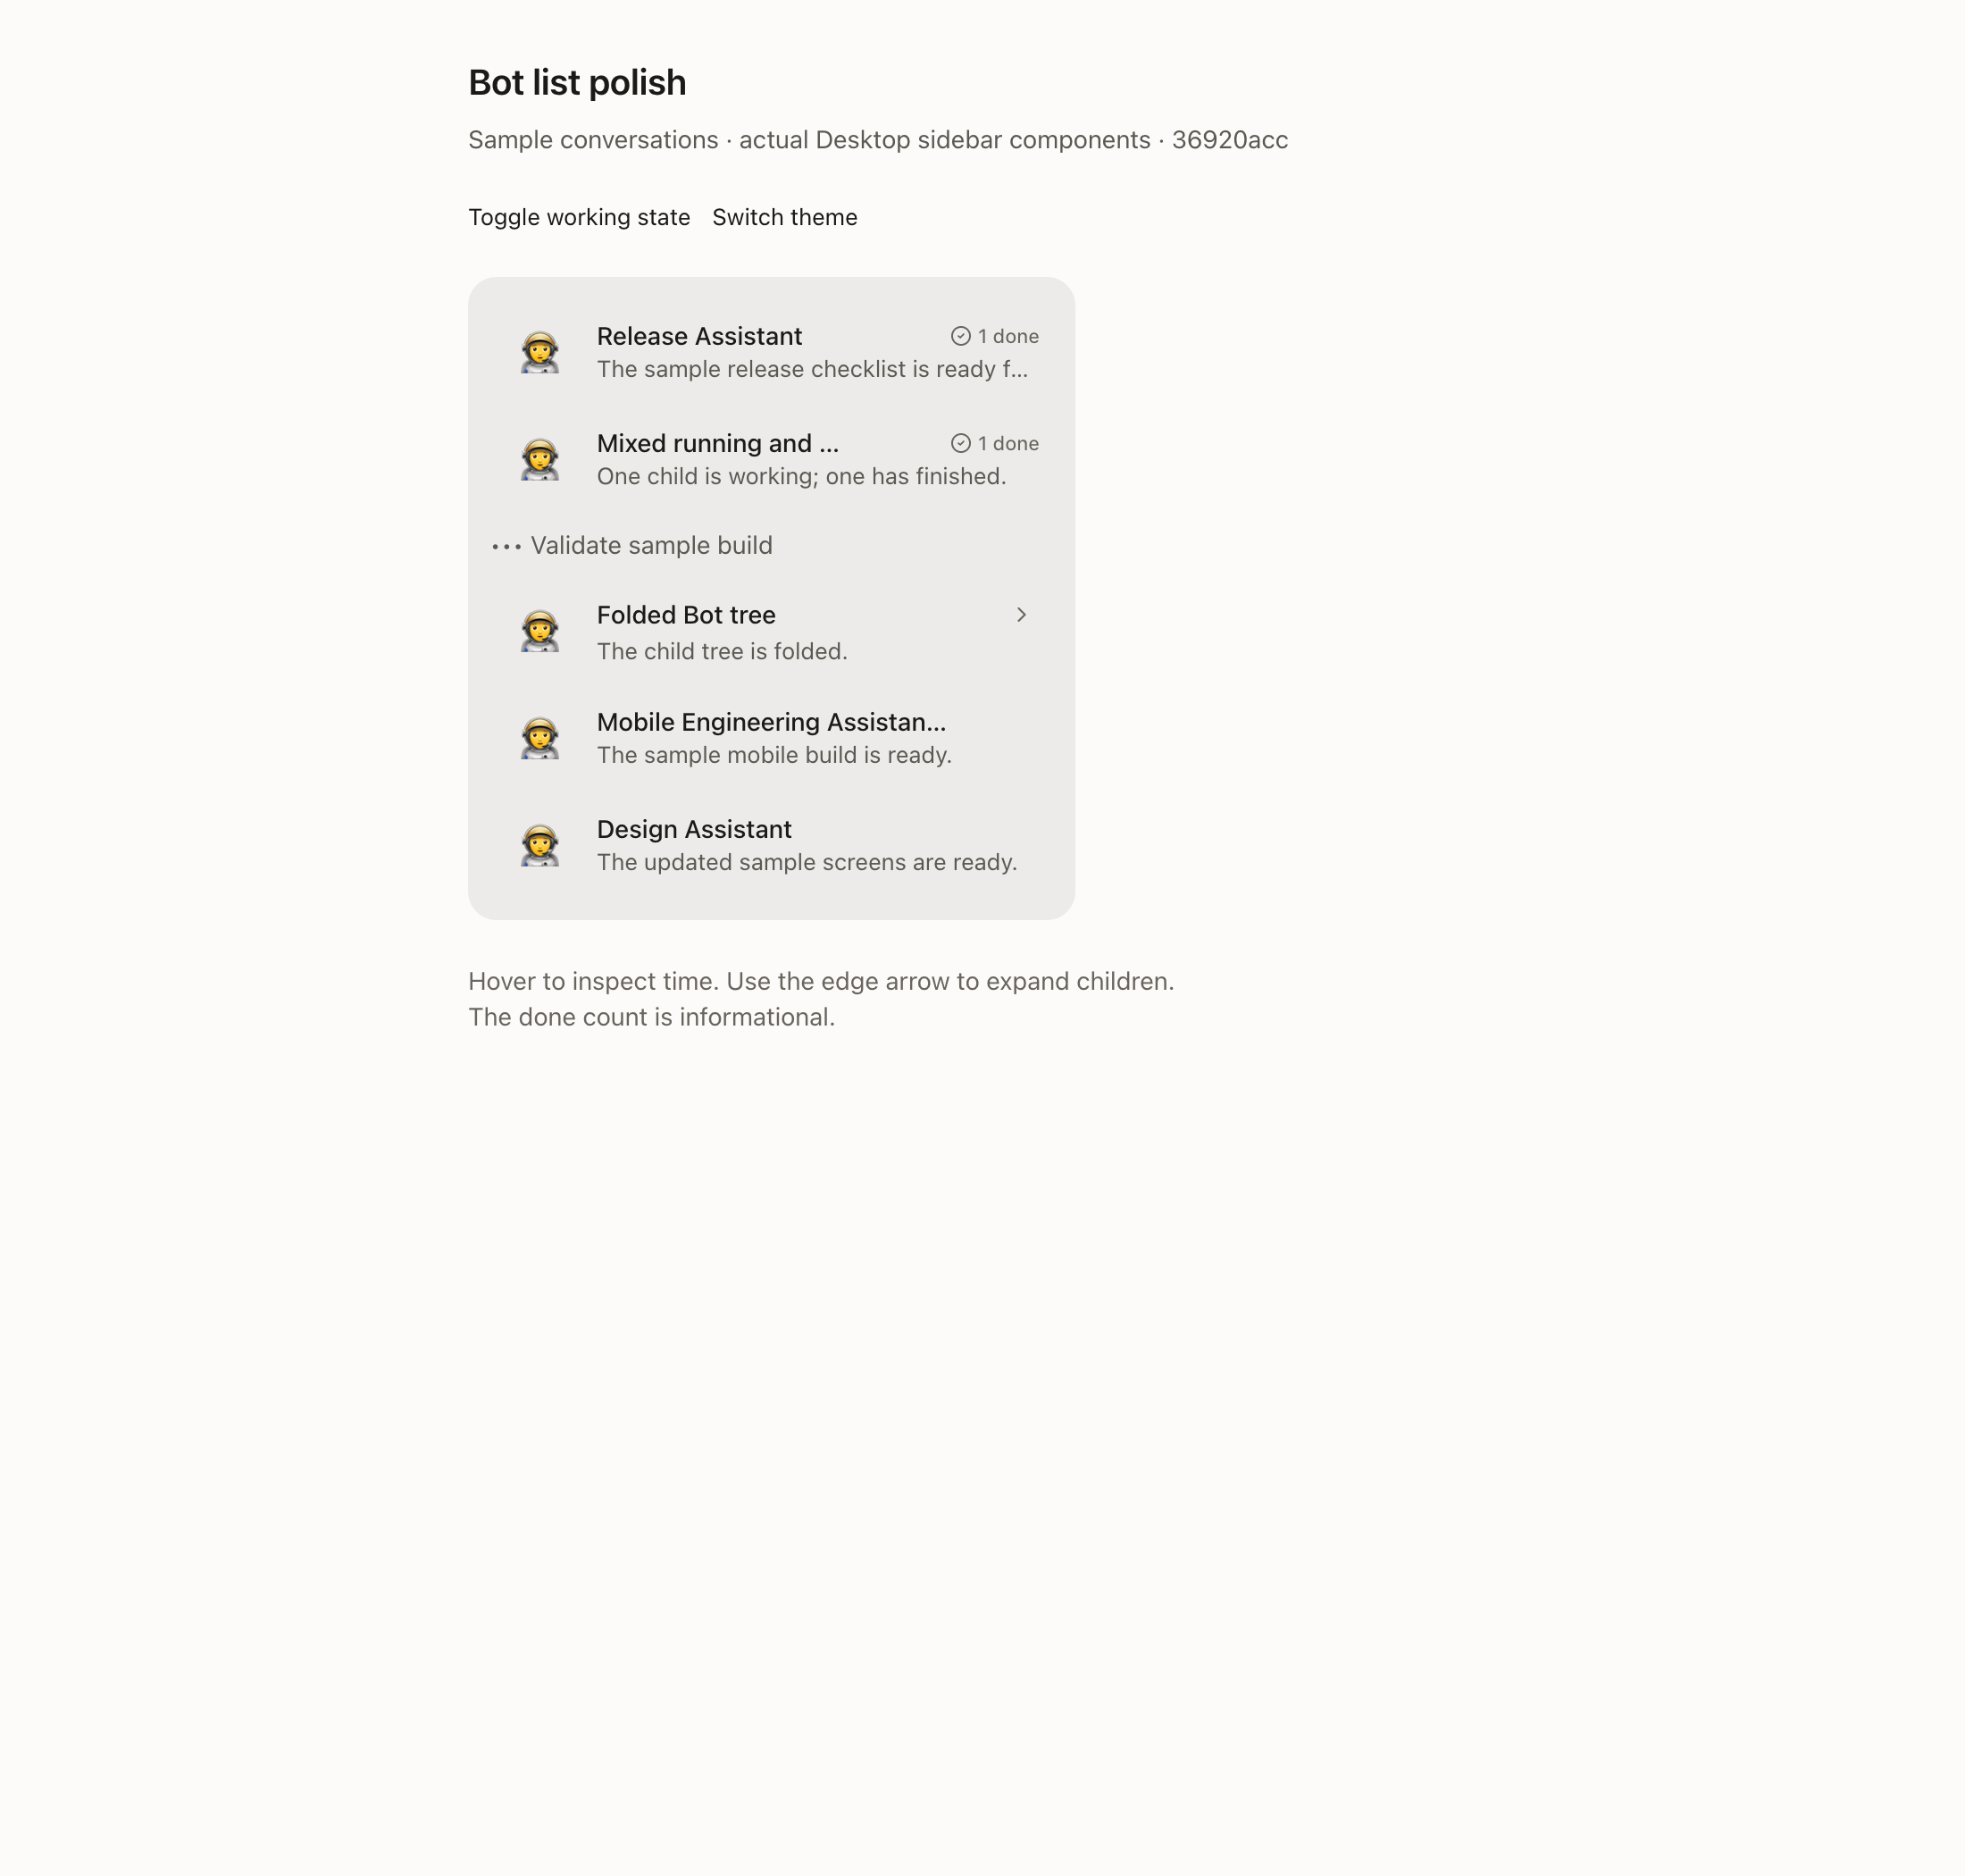 Bot list polish
Sample conversations · actual Desktop sidebar components · 36920acc
Toggle working state Switch theme
Release Assistant 1 done
The sample release checklist is ready f...
Mixed running and ... 1 done
One child is working; one has finished.
Validate sample build
Folded Bot tree
The child tree is folded.
Mobile Engineering Assistan...
The sample mobile build is ready.
Design Assistant
The updated sample screens are ready.
Hover to inspect time. Use the edge arrow to expand children.
The done count is informational.